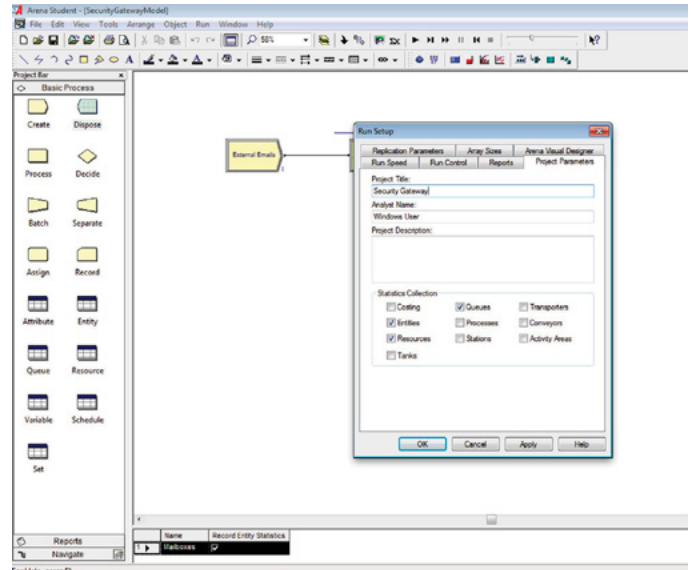 Arena Student - [SecurityGatewayModel]
File Edit View Tools Arrange Object Run Window Help
58%
Project Bar
Basic Process
Create Dispose
Process Decide
Batch Separate
Assign Record
Attribute Entity
Queue Resource
Variable Schedule
Set
Reports
Navigate
External Emails
Run Setup
Replication Parameters Array Sizes Arena Visual Designer
Run Speed Run Control Reports Project Parameters
Project Title:
Security Gateway
Analyst Name:
Windows User
Project Description:
Statistics Collection
Costing Queues Transporters
Entities Processes Conveyors
Resources Stations Activity Areas
Tanks
OK Cancel Apply Help
Name Record Entity Statistics
1 Mailboxes